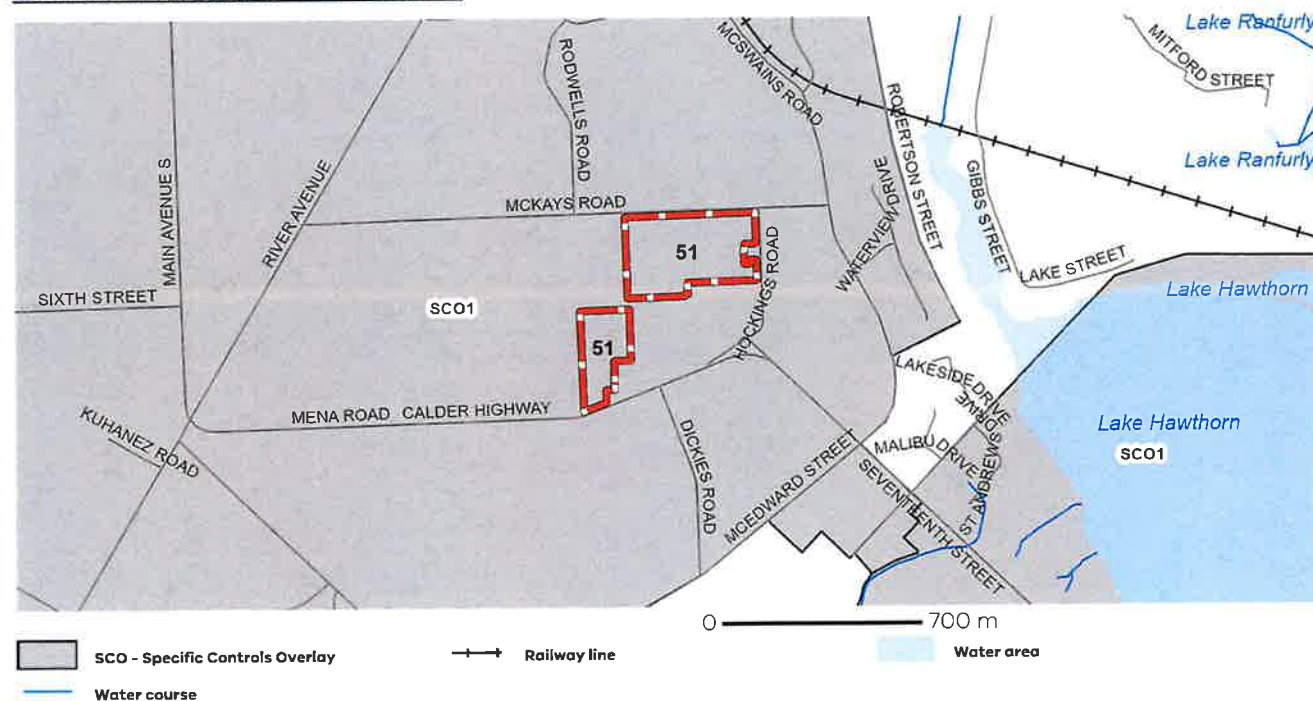 Lake Ranfurly
MITFORD STREET
MCSWAINS ROAD
RODWELLS ROAD
ROBERTSON STREET
MAIN AVENUE S
RIVER AVENUE
GIBBS STREET
Lake Ranfurly
WATERVIEW DRIVE
MCKAYS ROAD
51
HOCKINGS ROAD
LAKE STREET
SIXTH STREET
SCO1
Lake Hawthorn
51
LAKESIDE DRIVE
MENA ROAD CALDER HIGHWAY
KUHANEZ ROAD
DICKIES ROAD
MCEDWARD STREET
MALIBU DRIVE
ST ANDREWS DRIVE
Lake Hawthorn
SCO1
SEVENTEENTH STREET
0 700 m
SCO - Specific Controls Overlay
Railway line
Water area
Water course